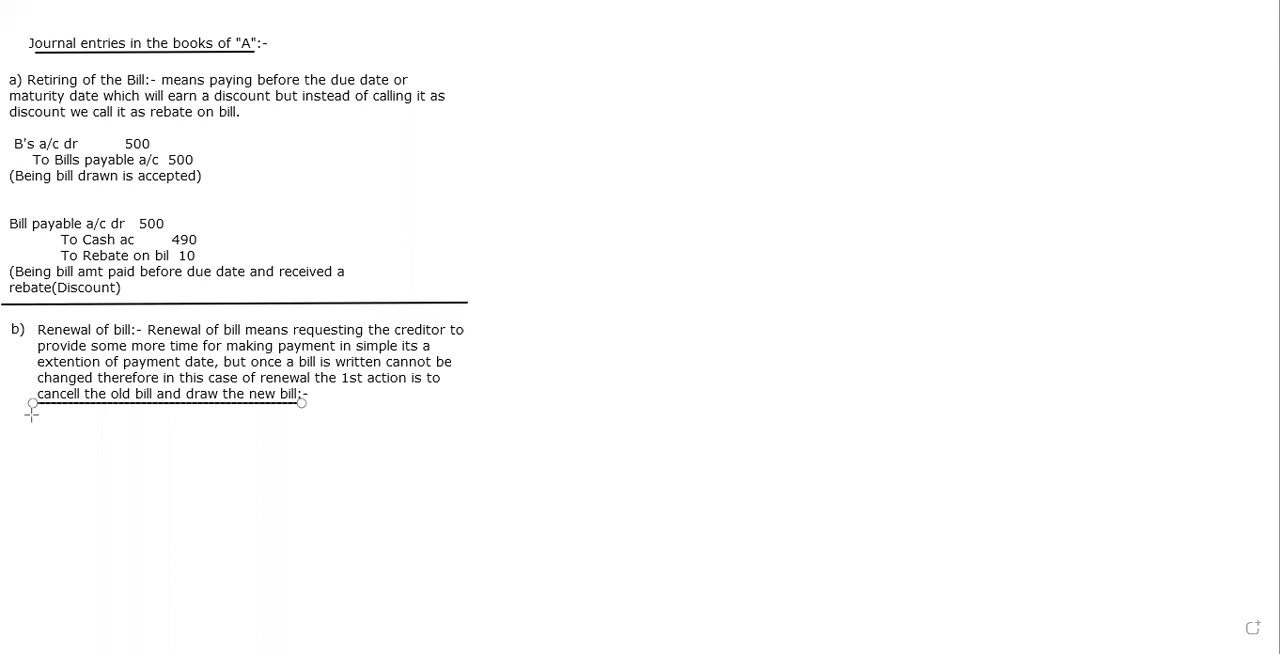 Journal entries in the books of "A":-
a) Retiring of the Bill:- means paying before the due date or
maturity date which will earn a discount but instead of calling it as
discount we call it as rebate on bill.
B's a/c dr 500
To Bills payable a/c 500
(Being bill drawn is accepted)
Bill payable a/c dr 500
To Cash ac 490
To Rebate on bil 10
(Being bill amt paid before due date and received a
rebate(Discount)
b) Renewal of bill:- Renewal of bill means requesting the creditor to
provide some more time for making payment in simple its a
extention of payment date, but once a bill is written cannot be
changed therefore in this case of renewal the 1st action is to
cancell the old bill and draw the new bill:-